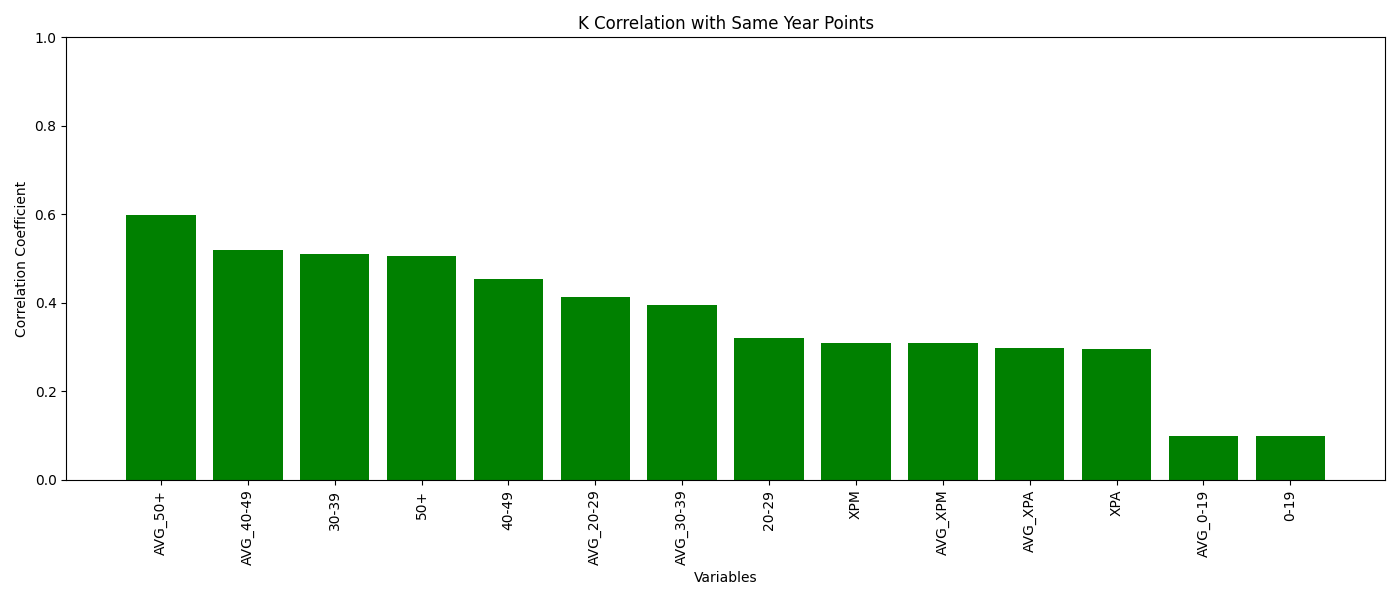 K Correlation with Same Year Points
Correlation Coefficient
1.0
0.8
0.6
0.4
0.2
0.0
AVG_50+
AVG_40-49
30-39
50+
40-49
AVG_20-29
AVG_30-39
20-29
XPM
AVG_XPM
AVG_XPA
XPA
AVG_0-19
0-19
Variables